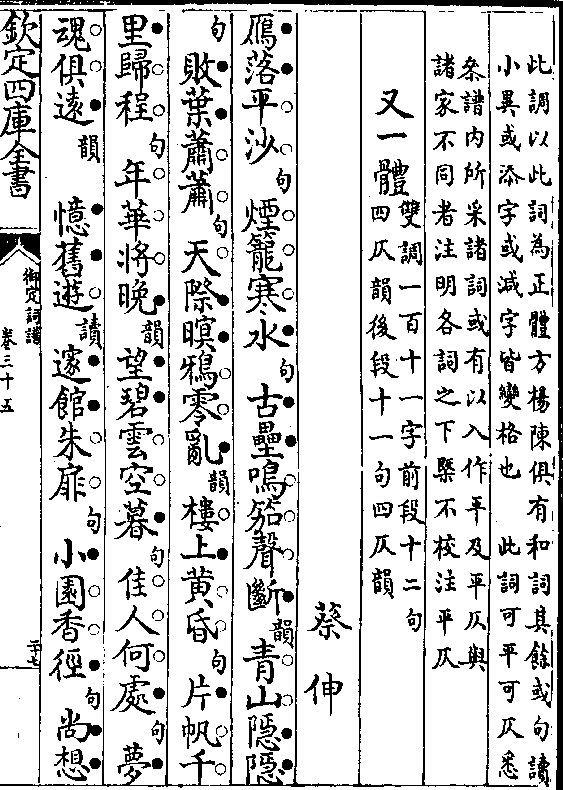 此調以此詞為正體方楊陳俱有和詞其餘或句讀
小異或添字或減字皆變格也　此詞可平可仄悉
叅譜內所采諸詞或有以入作平及平仄與
諸家不同者注明各詞之下槩不校注平仄
又一體雙調一百十一字前段十二句
四仄韻後段十一句四仄韻
蔡伸
鴈落平沙句煙籠寒水句古壘鳴笳聲斷韻青山隱隱
句敗葉蕭蕭句天際暝鴉零亂韻樓上黃昏句片帆千
里歸程句年華將晚韻望碧雲空暮句佳人何處句夢
魂俱遠韻　憶舊遊讀邃館朱扉句小園香徑句尚想
欽定四庫全書
御定詞譜
卷三十五
二十七